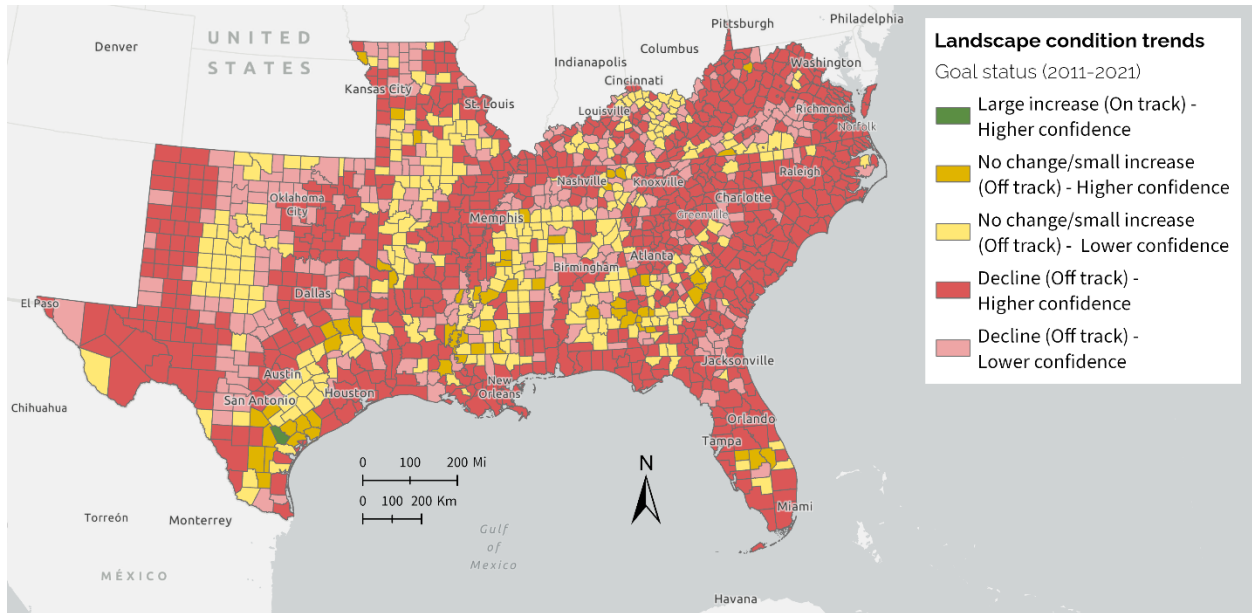 Pittsburgh
Philadelphia
Denver
UNITED
STATES
Columbus
Indianapolis
Cincinnati
Washington
Kansas City
St. Louis
Louisville
Richmond
Norfolk
Nashville
Knoxville
Raleigh
Oklahoma
City
Charlotte
Memphis
Greenville
Atlanta
Birmingham
Dallas
El Paso
Jacksonville
Austin
New
Orleans
Houston
San Antonio
Chihuahua
Orlando
Tampa
0 100 200 Mi
0 100 200 Km
N
Miami
Torreón
Monterrey
Gulf
of
Mexico
MÉXICO
Havana
Landscape condition trends
Goal status (2011-2021)
Large increase (On track) -
Higher confidence
No change/small increase
(Off track) - Higher confidence
No change/small increase
(Off track) - Lower confidence
Decline (Off track) -
Higher confidence
Decline (Off track) -
Lower confidence